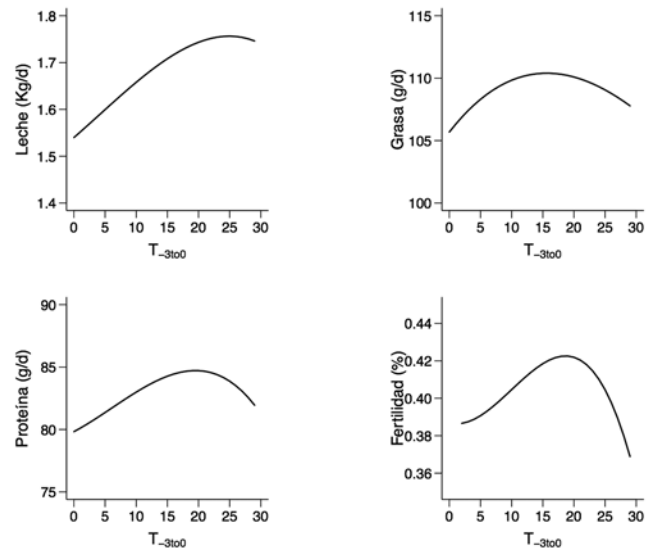 1.8
1.7
1.6
1.5
1.4
Leche (Kg/d)
0 5 10 15 20 25 30
T−3to0
115
110
105
100
Grasa (g/d)
0 5 10 15 20 25 30
T−3to0
90
85
80
75
Proteína (g/d)
0 5 10 15 20 25 30
T−3to0
0.44
0.42
0.40
0.38
0.36
Fertilidad (%)
0 5 10 15 20 25 30
T−3to0